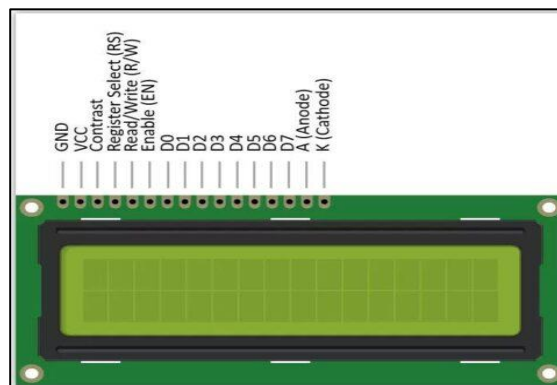 GND
VCC
Contrast
Register Select (RS)
Read/Write (R/W)
Enable (EN)
D0
D1
D2
D3
D4
D5
D6
D7
A (Anode)
K (Cathode)